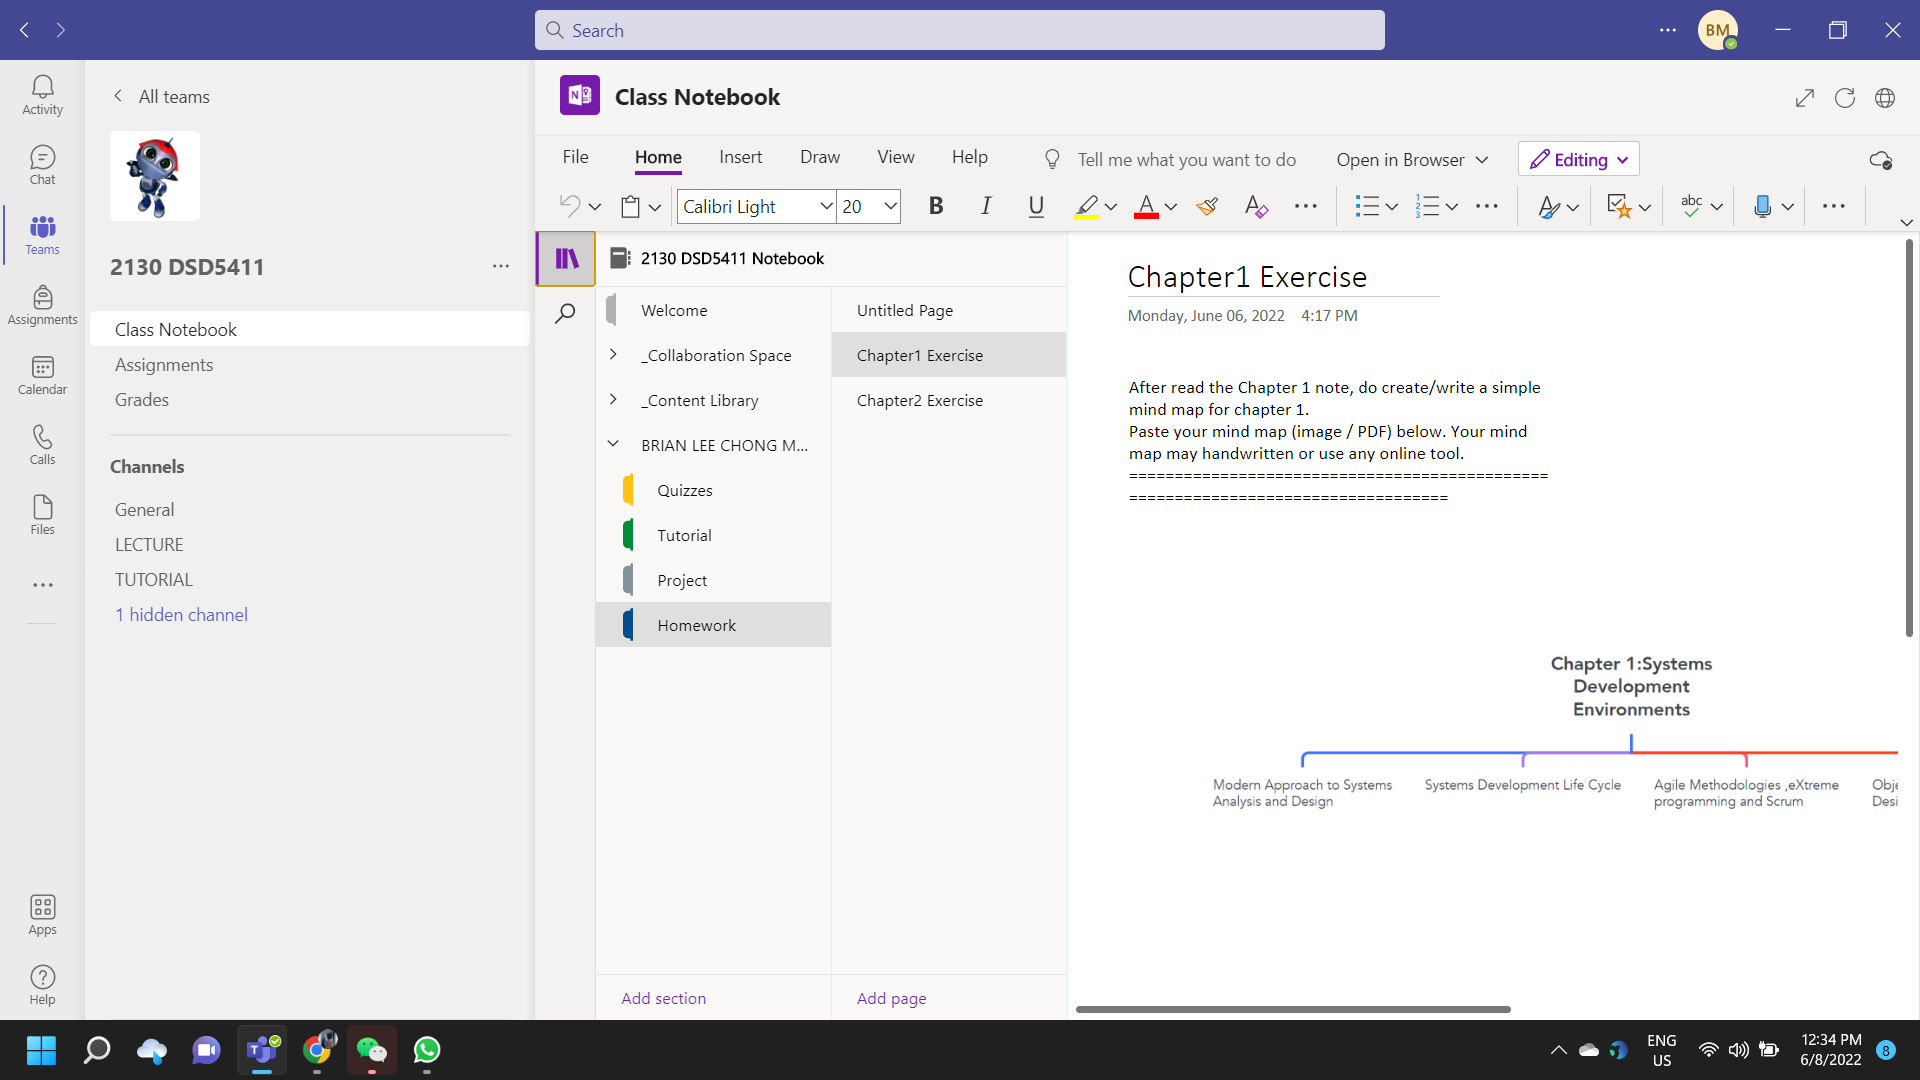 Search
BM
Activity
Chat
Teams
Assignments
Calendar
Calls
Files
Apps
Help
All teams
2130 DSD5411
Class Notebook
Assignments
Grades
Channels
General
LECTURE
TUTORIAL
1 hidden channel
N
Class Notebook
File Home Insert Draw View Help Tell me what you want to do Open in Browser Editing
Calibri Light 20 B I U A A abc
2130 DSD5411 Notebook
Welcome
_Collaboration Space
_Content Library
BRIAN LEE CHONG M...
Quizzes
Tutorial
Project
Homework
Add section
Untitled Page
Chapter1 Exercise
Chapter2 Exercise
Add page
Chapter1 Exercise
Monday, June 06, 2022 4:17 PM
After read the Chapter 1 note, do create/write a simple
mind map for chapter 1.
Paste your mind map (image / PDF) below. Your mind
map may handwritten or use any online tool.
==============================================
===================================
Chapter 1:Systems
Development
Environments
Modern Approach to Systems
Analysis and Design
Systems Development Life Cycle
Agile Methodologies ,eXtreme
programming and Scrum
Obje
Desi
ENG
US
12:34 PM
6/8/2022
8